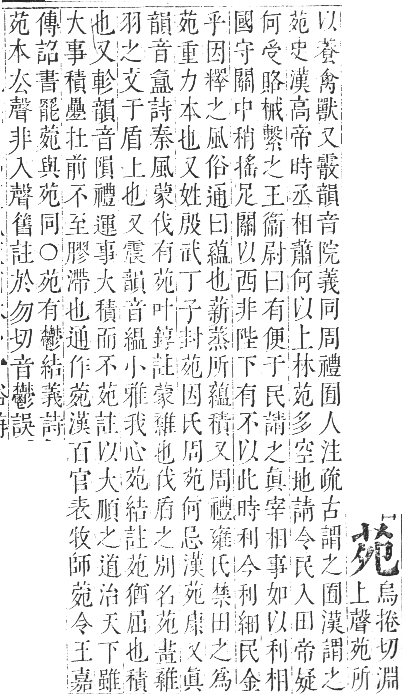 苑烏捲切淵
上聲苑所
以養禽獸又霰韻音院義同周禮囿人注疏古謂之囿漢謂之
苑史漢高帝時丞相蕭何以上林苑多空地請令民入田帝疑
何受賂械繫之王衞尉曰有便于民請之眞宰相事如以利相
國守關中稍搖足關以西非陛下有不以此時利今利細民金
乎因釋之風俗通曰蘊也薪蒸所蘊積又周禮雍氏禁田之爲
苑重力本也又姓殷武丁子封苑因氏周苑何忌漢苑康又眞
韻音氳詩秦風蒙伐有苑叶錞註蒙雜也伐盾之別名苑畫雜
羽之文于盾上也又震韻音縕小雅我心苑結註苑猶屈也積
也又軫韻音隕禮運事大積而不苑註以大順之道治天下雖
大事積疊在前不至膠滯也通作菀漢百官表牧師菀令王嘉
傳詔書罷菀與苑同○苑有鬱結義詩
苑本公聲非入聲舊註於勿切音鬱誤